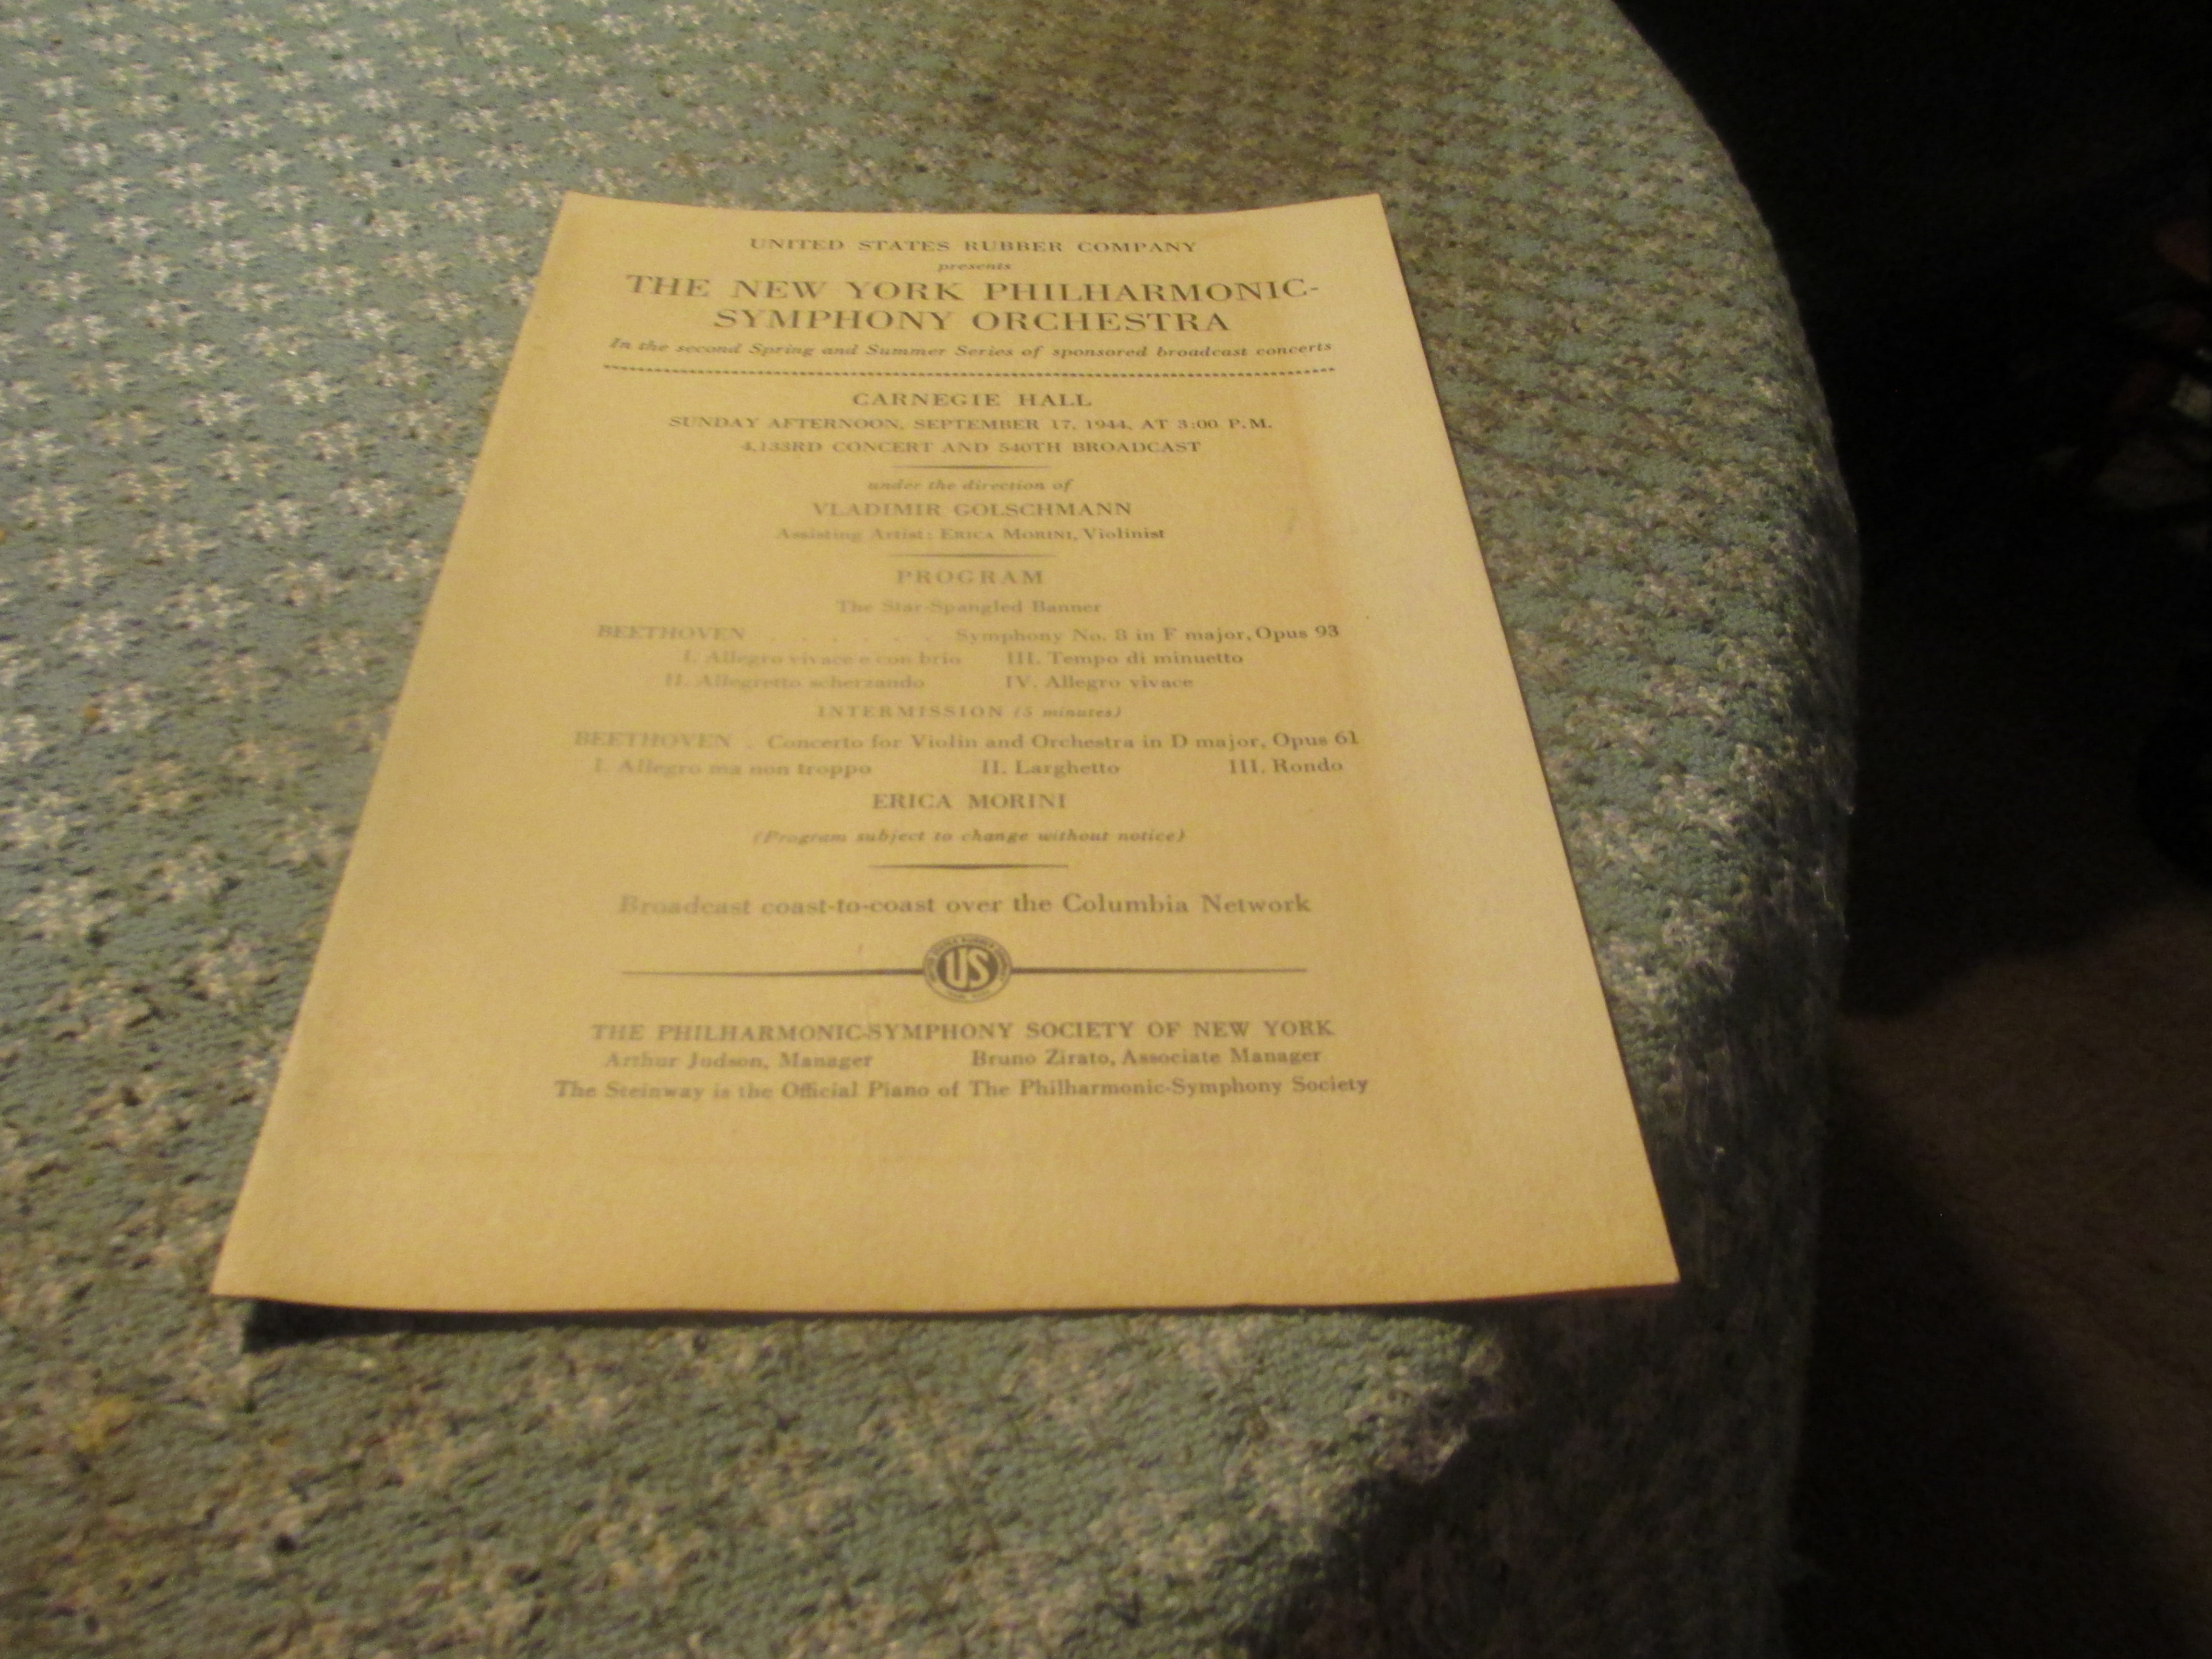 UNITED STATES RUBBER COMPANY
presents
THE NEW YORK PHILHARMONIC-
SYMPHONY ORCHESTRA
In the second Spring and Summer Series of sponsored broadcast concerts
CARNEGIE HALL
SUNDAY AFTERNOON, SEPTEMBER 17, 1944, AT 3:00 P.M.
4,133RD CONCERT AND 540TH BROADCAST
under the direction of
VLADIMIR GOLSCHMANN
Assisting Artist: ERICA MORINI, Violinist
PROGRAM
The Star-Spangled Banner
BEETHOVEN . . . . . . Symphony No. 8 in F major, Opus 93
I. Allegro vivace e con brio III. Tempo di minuetto
II. Allegretto scherzando IV. Allegro vivace
INTERMISSION (5 minutes)
BEETHOVEN . Concerto for Violin and Orchestra in D major, Opus 61
I. Allegro ma non troppo II. Larghetto III. Rondo
ERICA MORINI
(Program subject to change without notice)
Broadcast coast-to-coast over the Columbia Network
US
THE PHILHARMONIC-SYMPHONY SOCIETY OF NEW YORK
Arthur Judson, Manager Bruno Zirato, Associate Manager
The Steinway is the Official Piano of The Philharmonic-Symphony Society